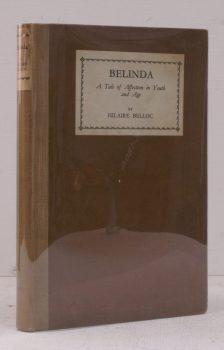 BELINDA
A Tale of Affection in Youth
and Age
BY
HILAIRE BELLOC